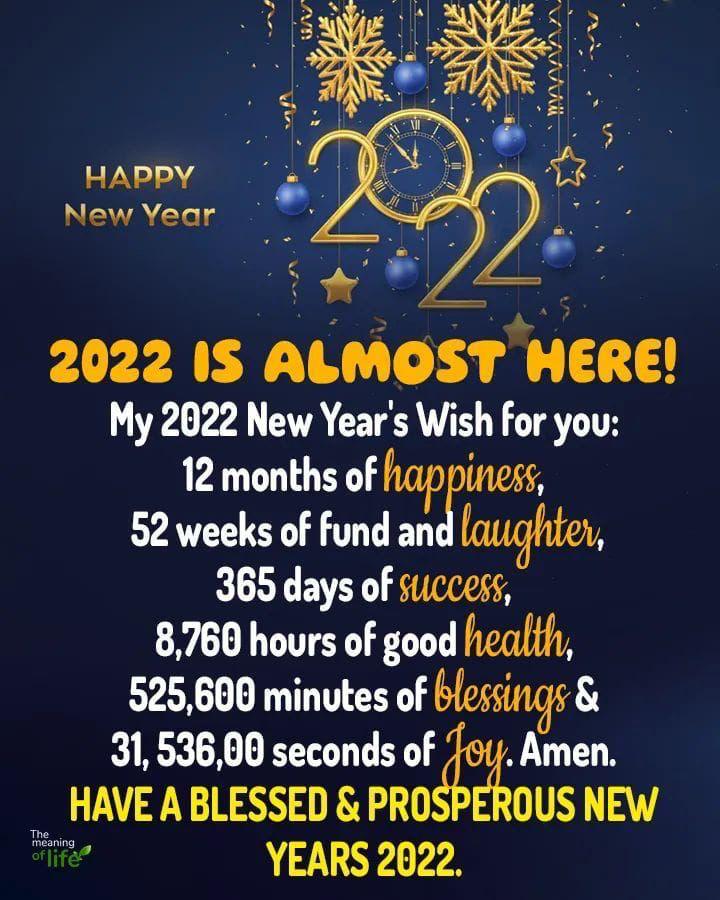 HAPPY
New Year
2022
2022 IS ALMOST HERE!
My 2022 New Year's Wish for you:
12 months of happiness,
52 weeks of fund and laughter,
365 days of success,
8,760 hours of good health,
525,600 minutes of blessings &
31, 536,00 seconds of Joy. Amen.
HAVE A BLESSED & PROSPEROUS NEW
YEARS 2022.
The
meaning
of life